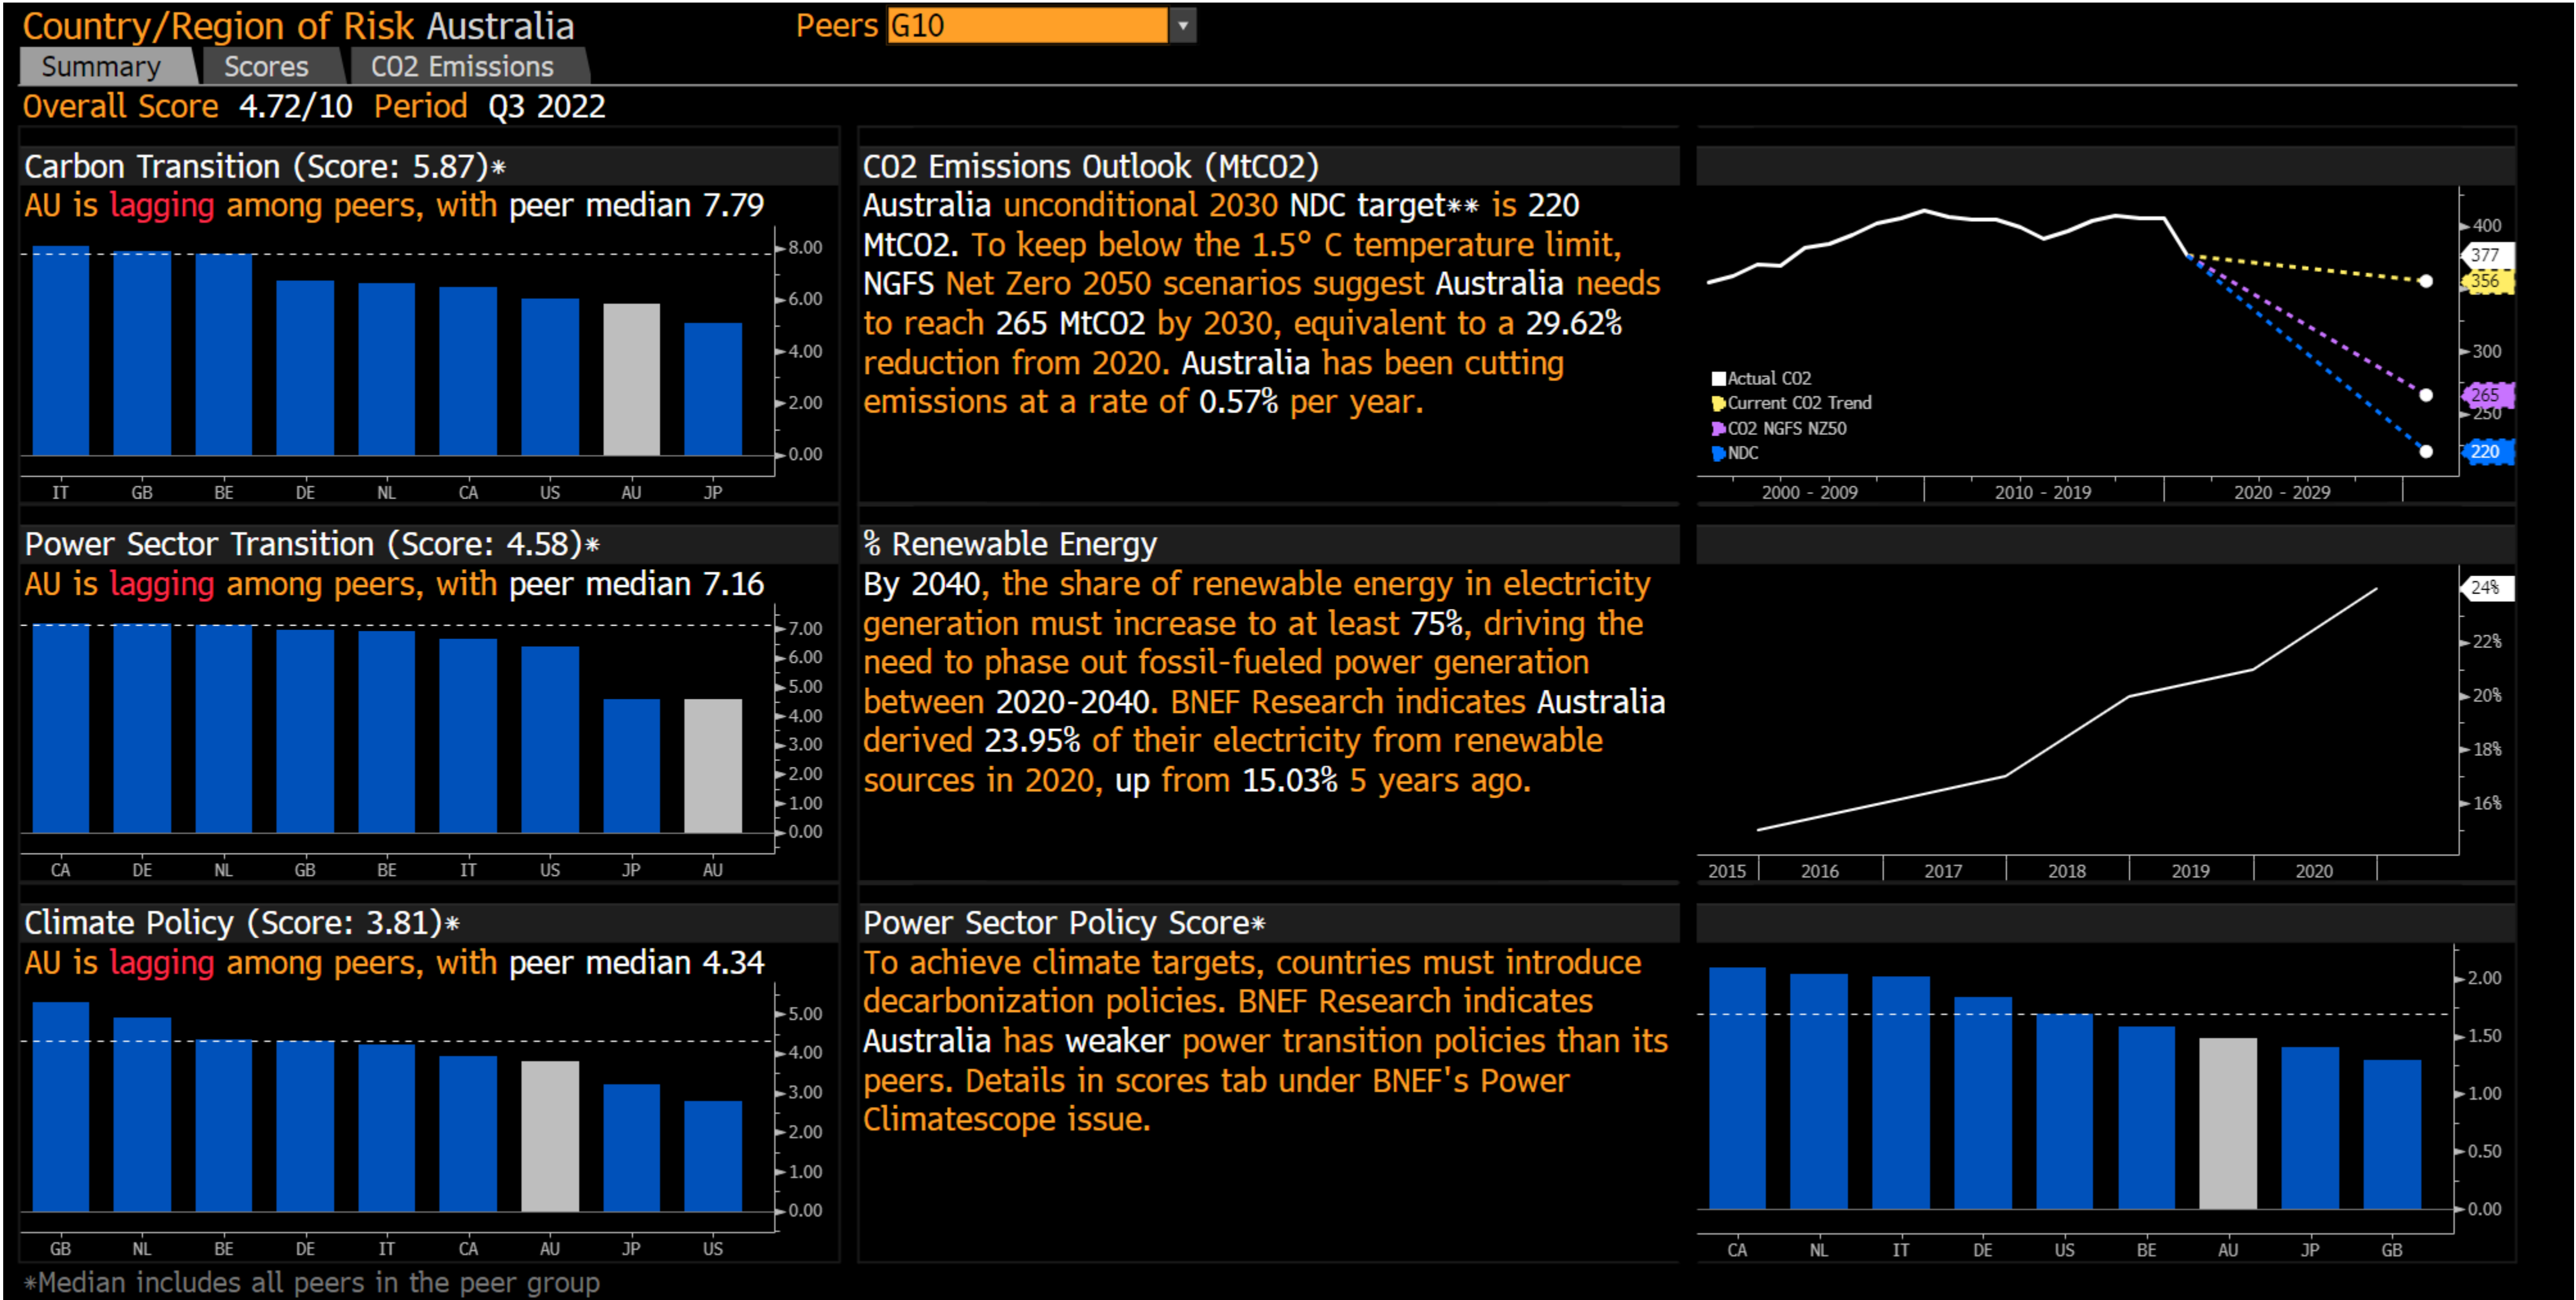 Country/Region of Risk Australia
Peers G10
Summary
Scores
CO2 Emissions
Overall Score 4.72/10 Period Q3 2022
Carbon Transition (Score: 5.87)*
AU is lagging among peers, with peer median 7.79
8.00
6.00
4.00
2.00
0.00
IT GB BE DE NL CA US AU JP
CO2 Emissions Outlook (MtCO2)
Australia unconditional 2030 NDC target** is 220
MtCO2. To keep below the 1.5º C temperature limit,
NGFS Net Zero 2050 scenarios suggest Australia needs
to reach 265 MtCO2 by 2030, equivalent to a 29.62%
reduction from 2020. Australia has been cutting
emissions at a rate of 0.57% per year.
400
377
356
300
265
250
220
Actual CO2
Current CO2 Trend
CO2 NGFS NZ50
NDC
2000 - 2009
2010 - 2019
2020 - 2029
Power Sector Transition (Score: 4.58)*
AU is lagging among peers, with peer median 7.16
7.00
6.00
5.00
4.00
3.00
2.00
1.00
0.00
CA DE NL GB BE IT US JP AU
% Renewable Energy
By 2040, the share of renewable energy in electricity
generation must increase to at least 75%, driving the
need to phase out fossil-fueled power generation
between 2020-2040. BNEF Research indicates Australia
derived 23.95% of their electricity from renewable
sources in 2020, up from 15.03% 5 years ago.
24%
22%
20%
18%
16%
2015 2016 2017 2018 2019 2020
Climate Policy (Score: 3.81)*
AU is lagging among peers, with peer median 4.34
5.00
4.00
3.00
2.00
1.00
0.00
GB NL BE DE IT CA AU JP US
Power Sector Policy Score*
To achieve climate targets, countries must introduce
decarbonization policies. BNEF Research indicates
Australia has weaker power transition policies than its
peers. Details in scores tab under BNEF's Power
Climatescope issue.
2.00
1.50
1.00
0.50
0.00
CA NL IT DE US BE AU JP GB
*Median includes all peers in the peer group